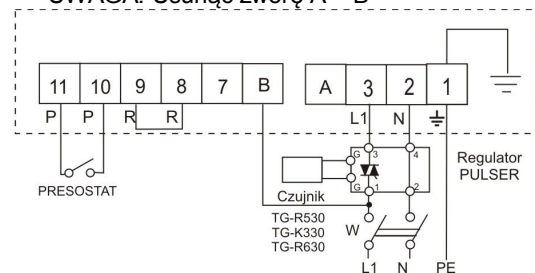 UWAGA: Usunąć zworę A - B
11 10 9 8 7 B A 3 2 1
P P R R L1 N
G 3 4
Regulator
PULSER
G 1 2
PRESOSTAT
Czujnik
TG-R530
TG-K330
TG-R630
W
L1 N PE